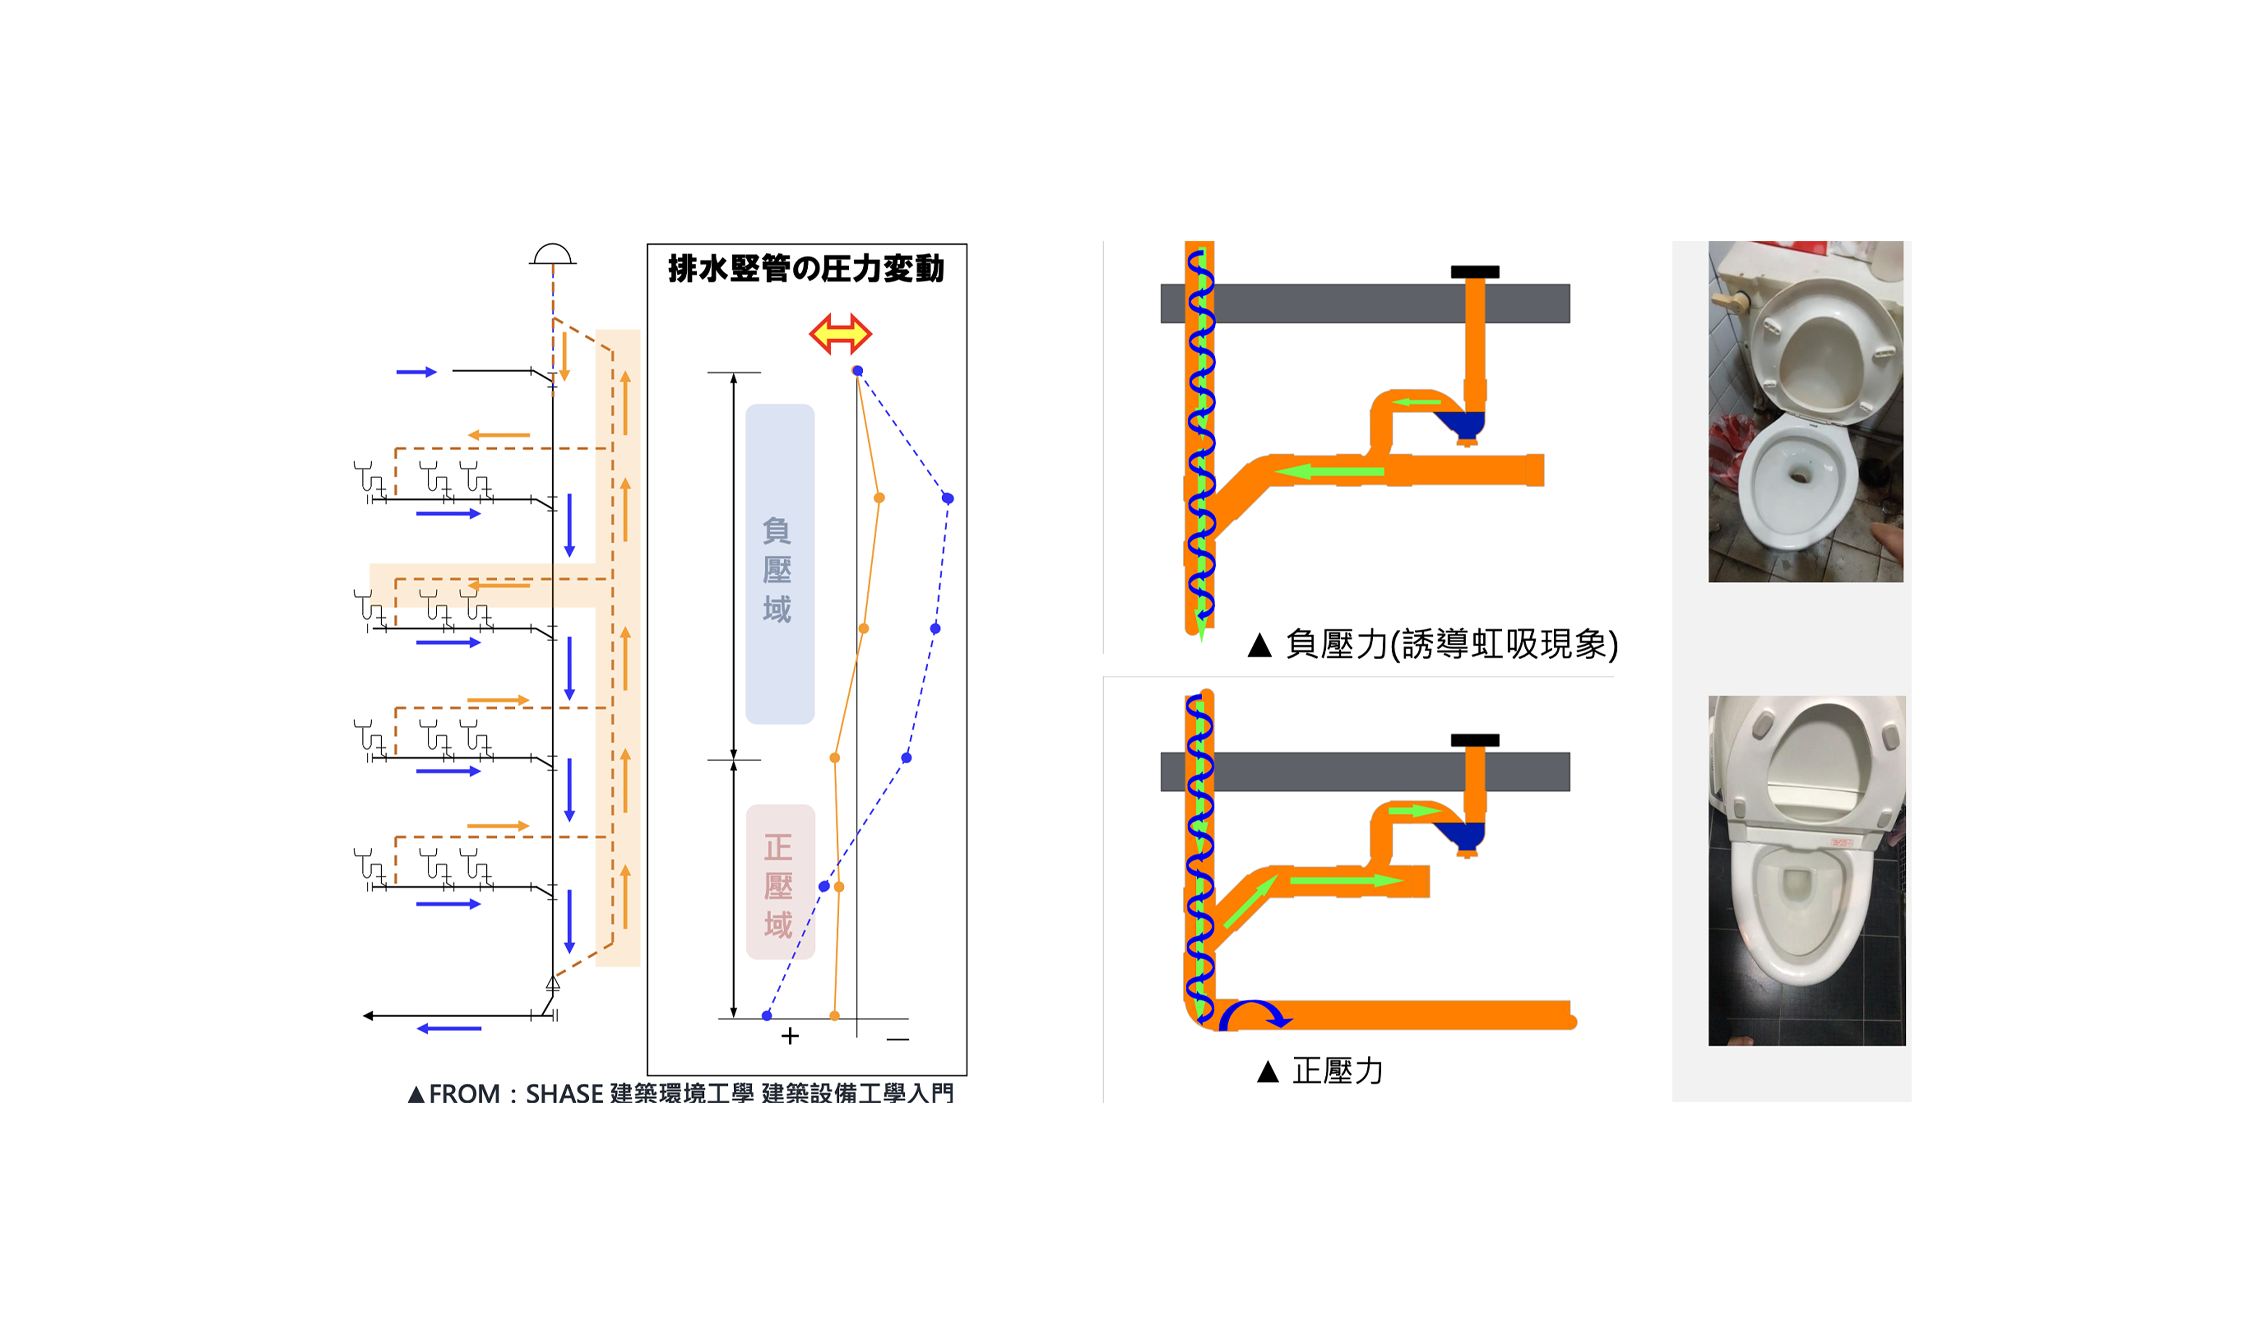 排水竪管の圧力変動
負壓域
正壓域
+
—
▲FROM：SHASE 建築環境工學 建築設備工學入門
▲ 負壓力(誘導虹吸現象)
▲ 正壓力